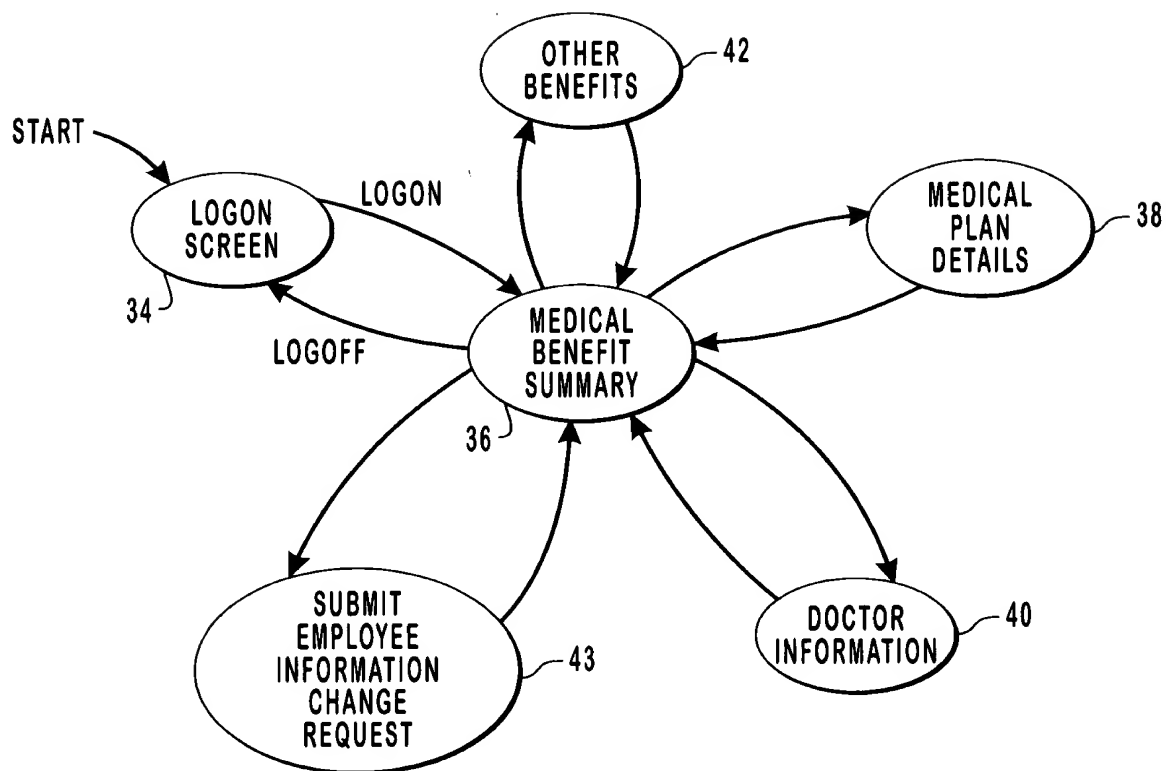 OTHER
BENEFITS
42
START
LOGON
SCREEN
34
LOGON
LOGOFF
MEDICAL
PLAN
DETAILS
38
MEDICAL
BENEFIT
SUMMARY
36
SUBMIT
EMPLOYEE
INFORMATION
CHANGE
REQUEST
43
DOCTOR
INFORMATION
40